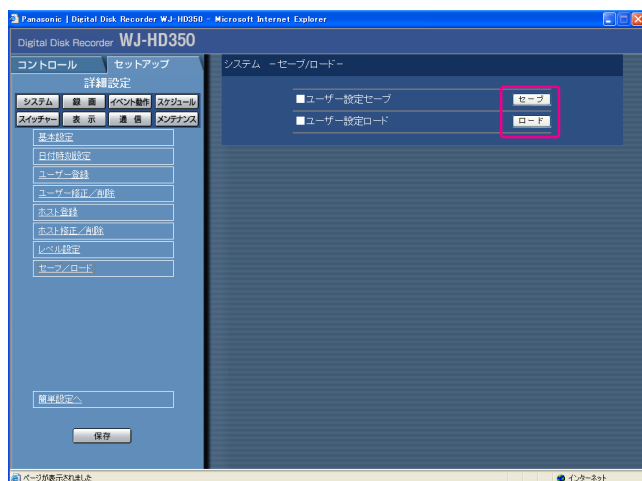 Panasonic | Digital Disk Recorder WJ-HD350 - Microsoft Internet Explorer
Digital Disk Recorder WJ-HD350
コントロール セットアップ
詳細設定
システム 録画 イベント動作 スケジュール
スイッチャー 表示 通信 メンテナンス
基本設定
日付時刻設定
ユーザー登録
ユーザー修正／削除
ホスト登録
ホスト修正／削除
レベル設定
セーブ／ロード
簡単設定へ
保存
システム -セーブ/ロード-
■ユーザー設定セーブ セーブ
■ユーザー設定ロード ロード
ページが表示されました インターネット